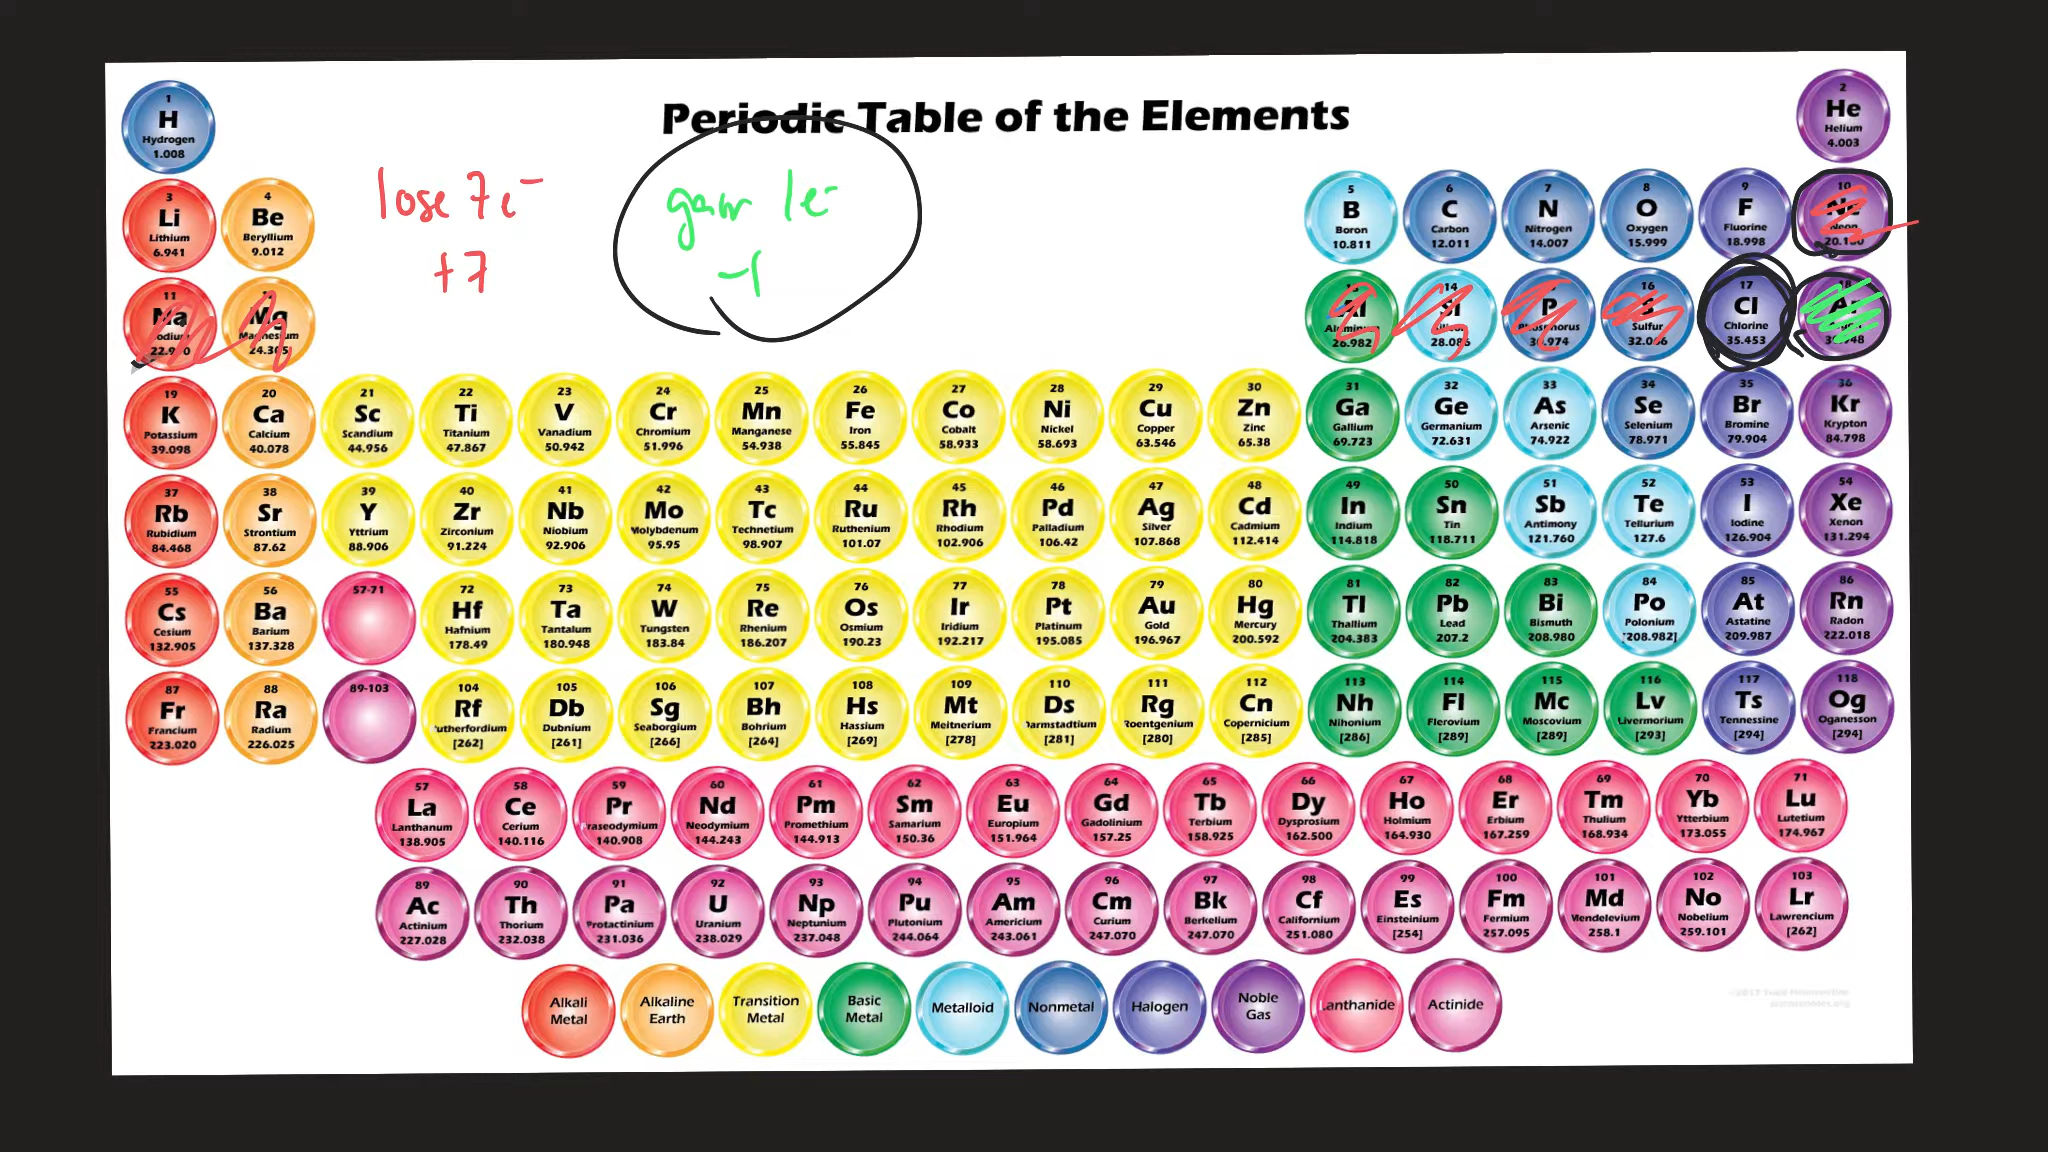 Periodic Table of the Elements
1 2
H He
Hydrogen Helium
1.008 4.003
lose 7e⁻ gain 1e⁻
+7 -1
3 4 5 6 7 8 9 10
Li Be B C N O F Ne
Lithium Beryllium Boron Carbon Nitrogen Oxygen Fluorine Neon
6.941 9.012 10.811 12.011 14.007 15.999 18.998
11 14 16 17 18
Na Mg Al Si P S Cl Ar
Magnesium Aluminum Phosphorus Sulfur Chlorine
24.305 26.982 28.086 35.453
19 20 21 22 23 24 25 26 27 28 29 30 31 32 33 34 35 36
K Ca Sc Ti V Cr Mn Fe Co Ni Cu Zn Ga Ge As Se Br Kr
Potassium Calcium Scandium Titanium Vanadium Chromium Manganese Iron Cobalt Nickel Copper Zinc Gallium Germanium Arsenic Selenium Bromine Krypton
39.098 40.078 44.956 47.867 50.942 51.996 54.938 55.845 58.933 58.693 63.546 65.38 69.723 72.631 74.922 78.971 79.904 84.798
37 38 39 40 41 42 43 44 45 46 47 48 49 50 51 52 53 54
Rb Sr Y Zr Nb Mo Tc Ru Rh Pd Ag Cd In Sn Sb Te I Xe
Rubidium Strontium Yttrium Zirconium Niobium Molybdenum Technetium Ruthenium Rhodium Palladium Silver Cadmium Indium Tin Antimony Tellurium Iodine Xenon
84.468 87.62 88.906 91.224 92.906 95.95 98.907 101.07 102.906 106.42 107.868 112.414 114.818 118.711 121.760 127.6 126.904 131.294
55 56 57-71 72 73 74 75 76 77 78 79 80 81 82 83 84 85 86
Cs Ba Hf Ta W Re Os Ir Pt Au Hg Tl Pb Bi Po At Rn
Cesium Barium Hafnium Tantalum Tungsten Rhenium Osmium Iridium Platinum Gold Mercury Thallium Lead Bismuth Polonium Astatine Radon
132.905 137.328 178.49 180.948 183.84 186.207 190.23 192.217 195.085 196.967 200.592 204.383 207.2 208.980 [208.982] 209.987 222.018
87 88 89-103 104 105 106 107 108 109 110 111 112 113 114 115 116 117 118
Fr Ra Rf Db Sg Bh Hs Mt Ds Rg Cn Nh Fl Mc Lv Ts Og
Francium Radium utherfordium Dubnium Seaborgium Bohrium Hassium Meitnerium Darmstadtium Roentgenium Copernicium Nihonium Flerovium Moscovium Livermorium Tennessine Oganesson
223.020 226.025 [262] [261] [266] [264] [269] [278] [281] [280] [285] [286] [289] [289] [293] [294] [294]
57 58 59 60 61 62 63 64 65 66 67 68 69 70 71
La Ce Pr Nd Pm Sm Eu Gd Tb Dy Ho Er Tm Yb Lu
Lanthanum Cerium raseodymium Neodymium Promethium Samarium Europium Gadolinium Terbium Dysprosium Holmium Erbium Thulium Ytterbium Lutetium
138.905 140.116 140.908 144.243 144.913 150.36 151.964 157.25 158.925 162.500 164.930 167.259 168.934 173.055 174.967
89 90 91 92 93 94 95 96 97 98 99 100 101 102 103
Ac Th Pa U Np Pu Am Cm Bk Cf Es Fm Md No Lr
Actinium Thorium Protactinium Uranium Neptunium Plutonium Americium Curium Berkelium Californium Einsteinium Fermium Mendelevium Nobelium Lawrencium
227.028 232.038 231.036 238.029 237.048 244.064 243.061 247.070 247.070 251.080 [254] 257.095 258.1 259.101 [262]
Alkali Metal
Alkaline Earth
Transition Metal
Basic Metal
Metalloid
Nonmetal
Halogen
Noble Gas
Lanthanide
Actinide